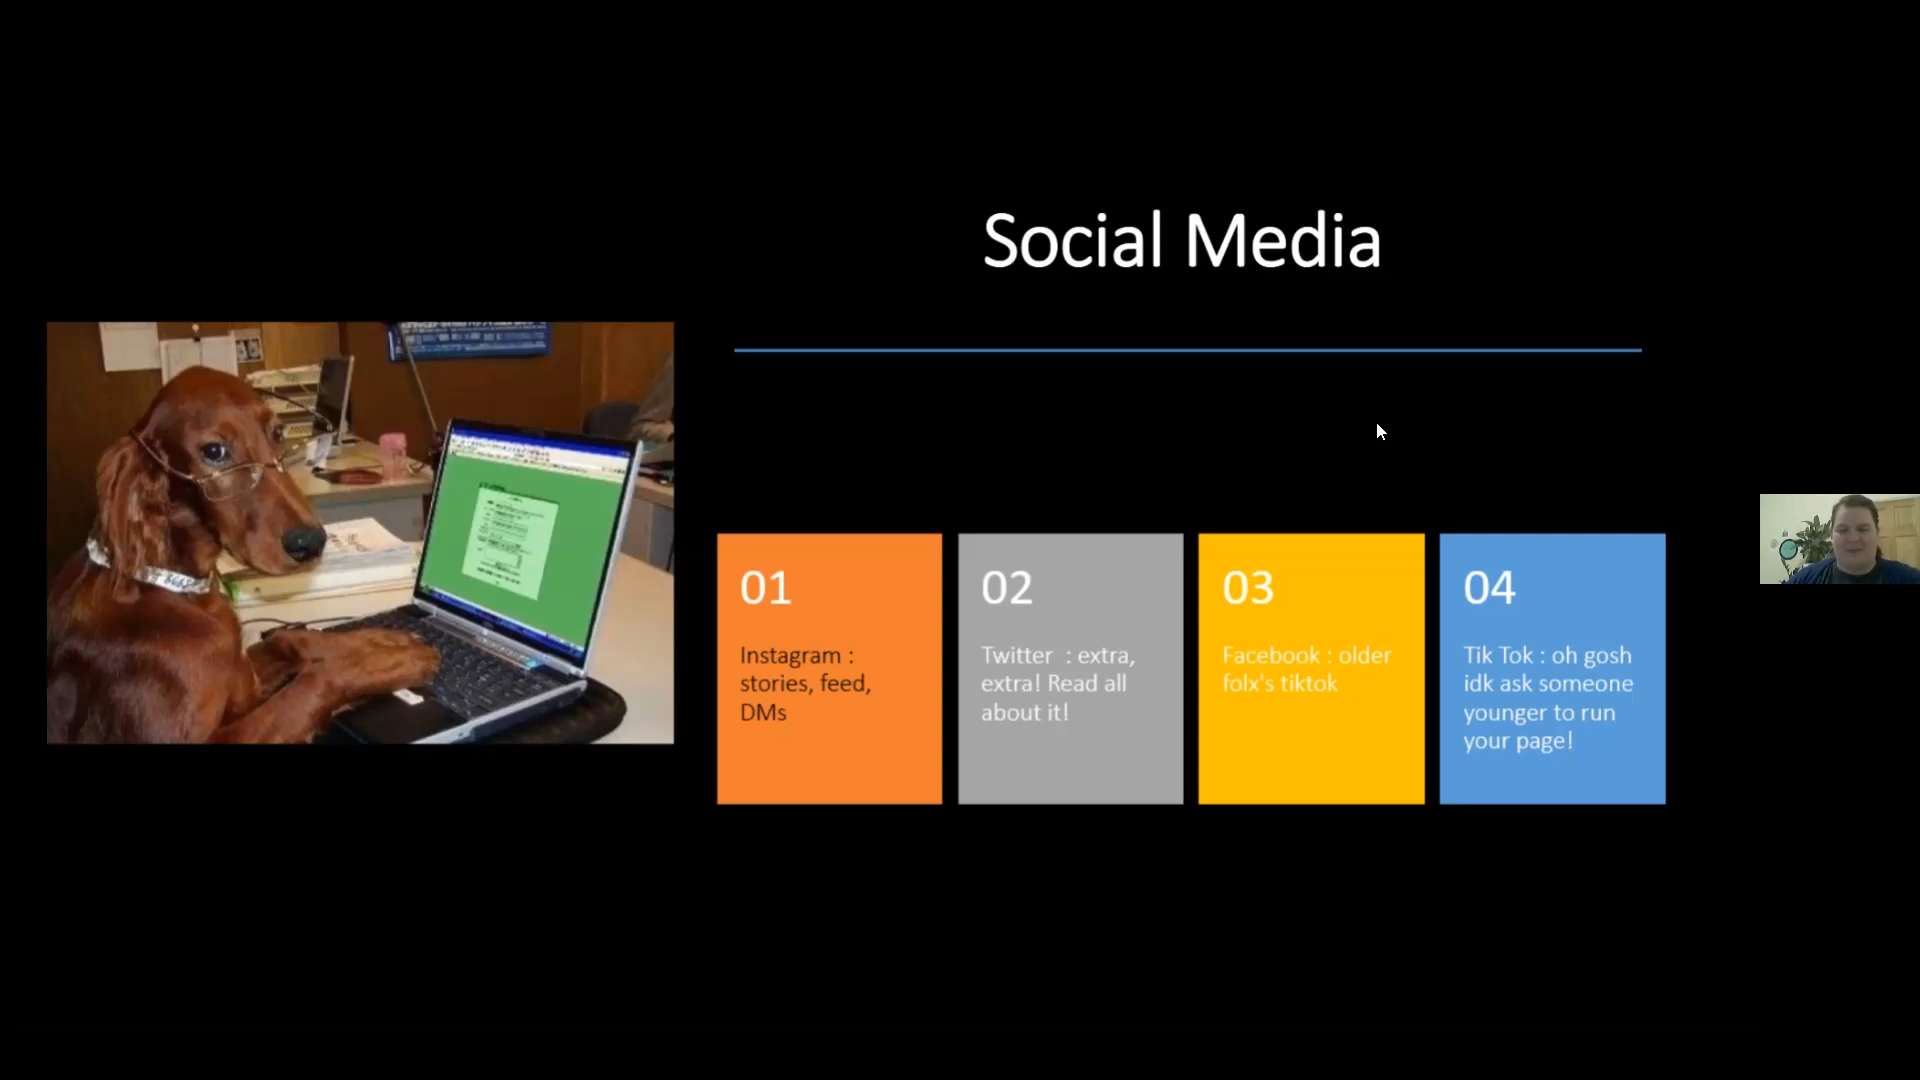 Social Media
01
Instagram :
stories, feed,
DMs
02
Twitter  : extra,
extra! Read all
about it!
03
Facebook : older
folx's tiktok
04
Tik Tok : oh gosh
idk ask someone
younger to run
your page!